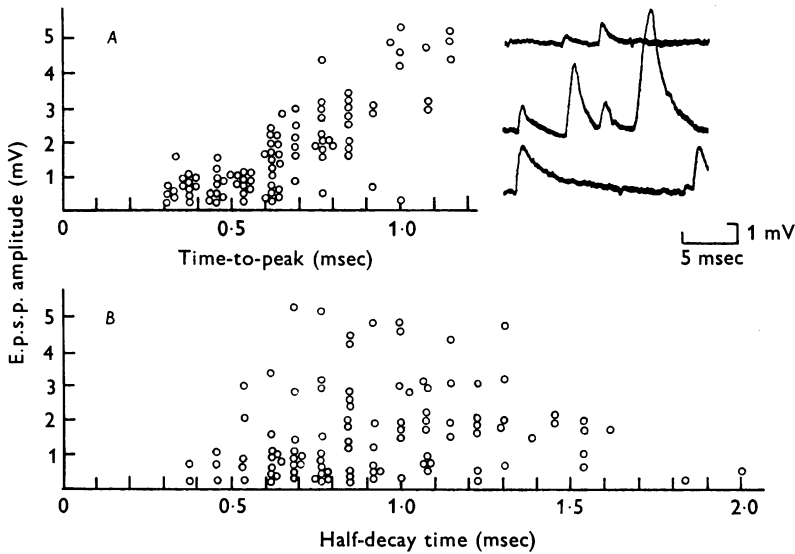 E.p.s.p. amplitude (mV)
A
5
4
3
2
1
0
0·5
1·0
Time-to-peak (msec)
1 mV
5 msec
B
5
4
3
2
1
0
0·5
1·0
1·5
2·0
Half-decay time (msec)